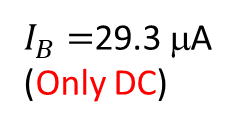 I_B =29.3 μA
(Only DC)